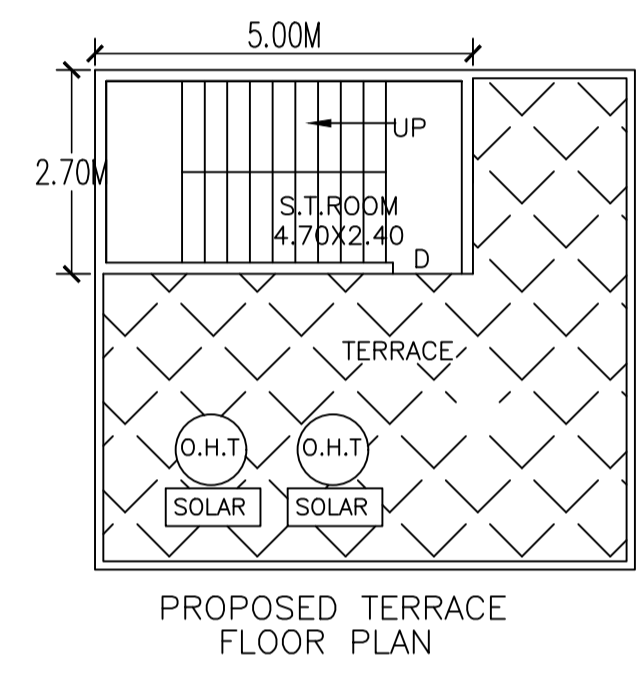 5.00M
2.70M
UP
S.T.ROOM
4.70X2.40
D
TERRACE
O.H.T
O.H.T
SOLAR
SOLAR
PROPOSED TERRACE
FLOOR PLAN